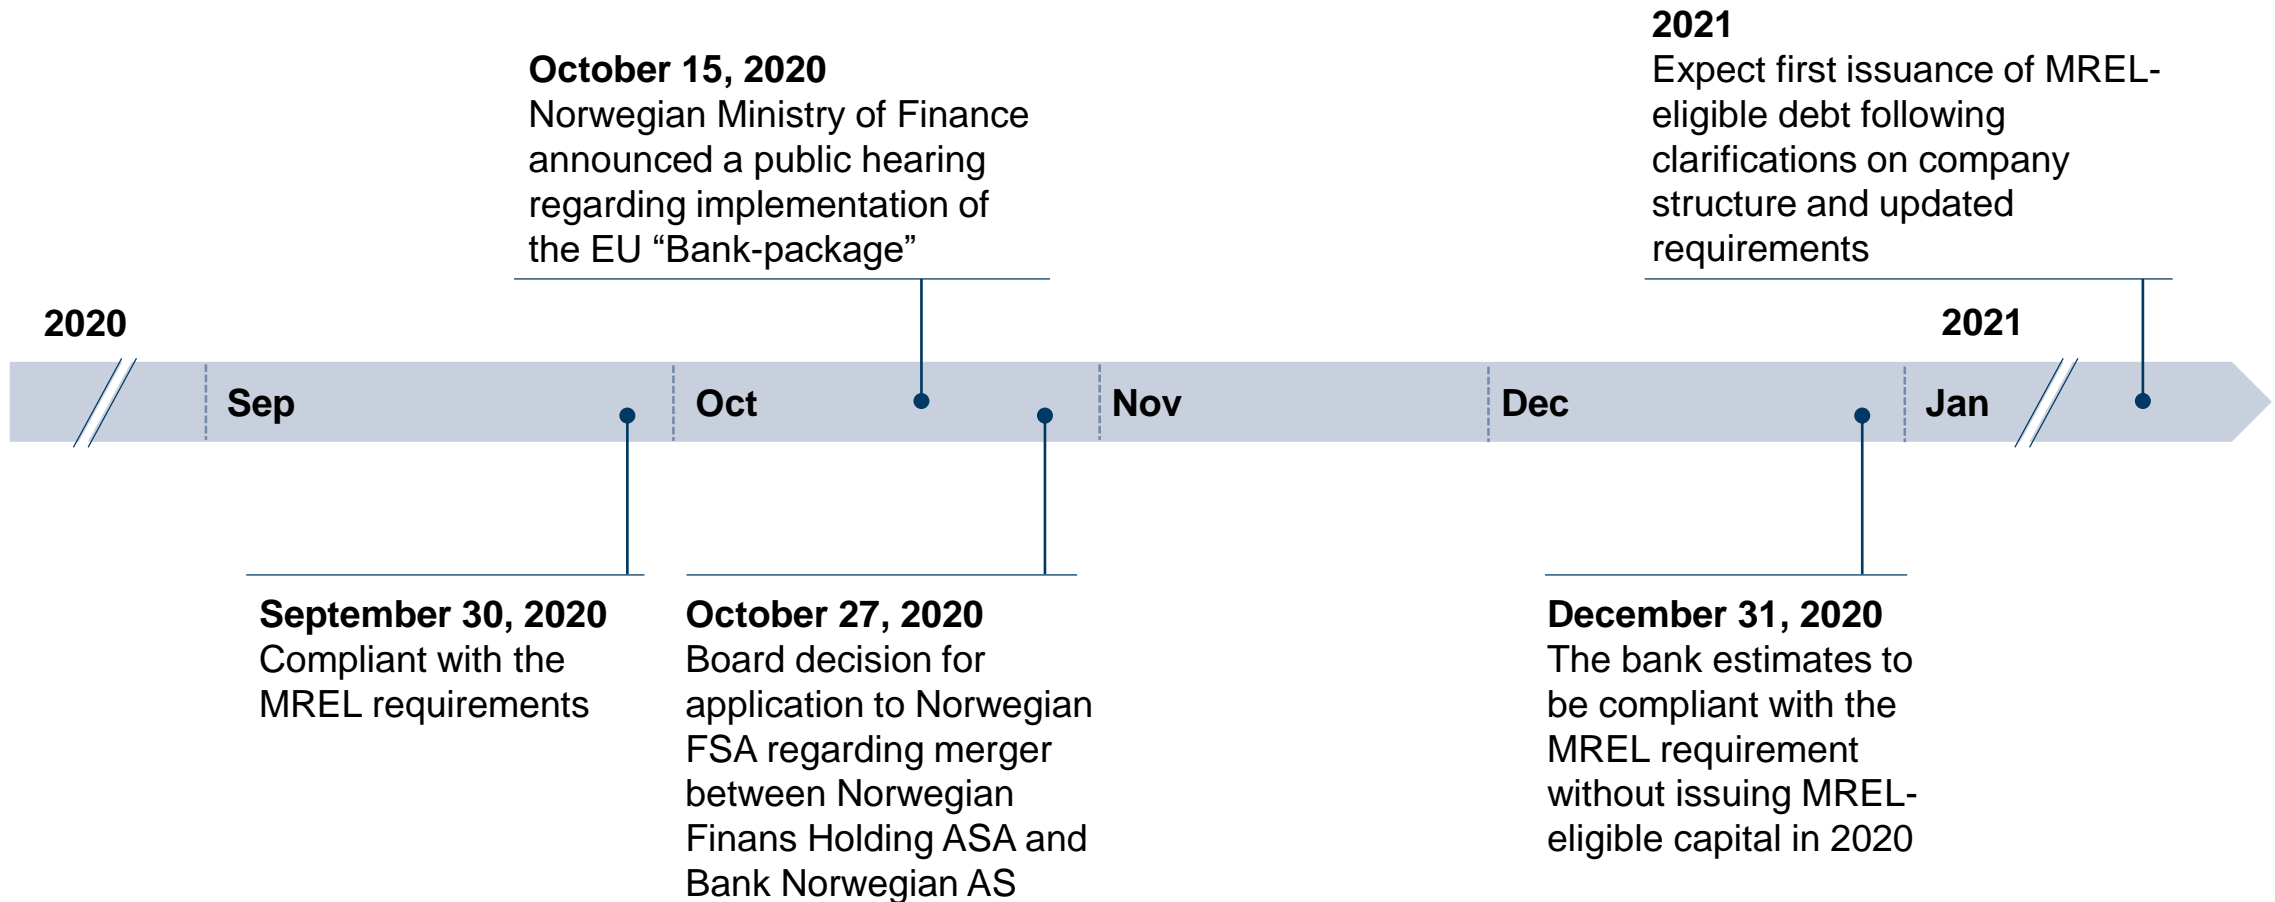 October 15, 2020
Norwegian Ministry of Finance
announced a public hearing
regarding implementation of
the EU “Bank-package”
2021
Expect first issuance of MREL-
eligible debt following
clarifications on company
structure and updated
requirements
2020
2021
Sep
Oct
Nov
Dec
Jan
September 30, 2020
Compliant with the
MREL requirements
October 27, 2020
Board decision for
application to Norwegian
FSA regarding merger
between Norwegian
Finans Holding ASA and
Bank Norwegian AS
December 31, 2020
The bank estimates to
be compliant with the
MREL requirement
without issuing MREL-
eligible capital in 2020